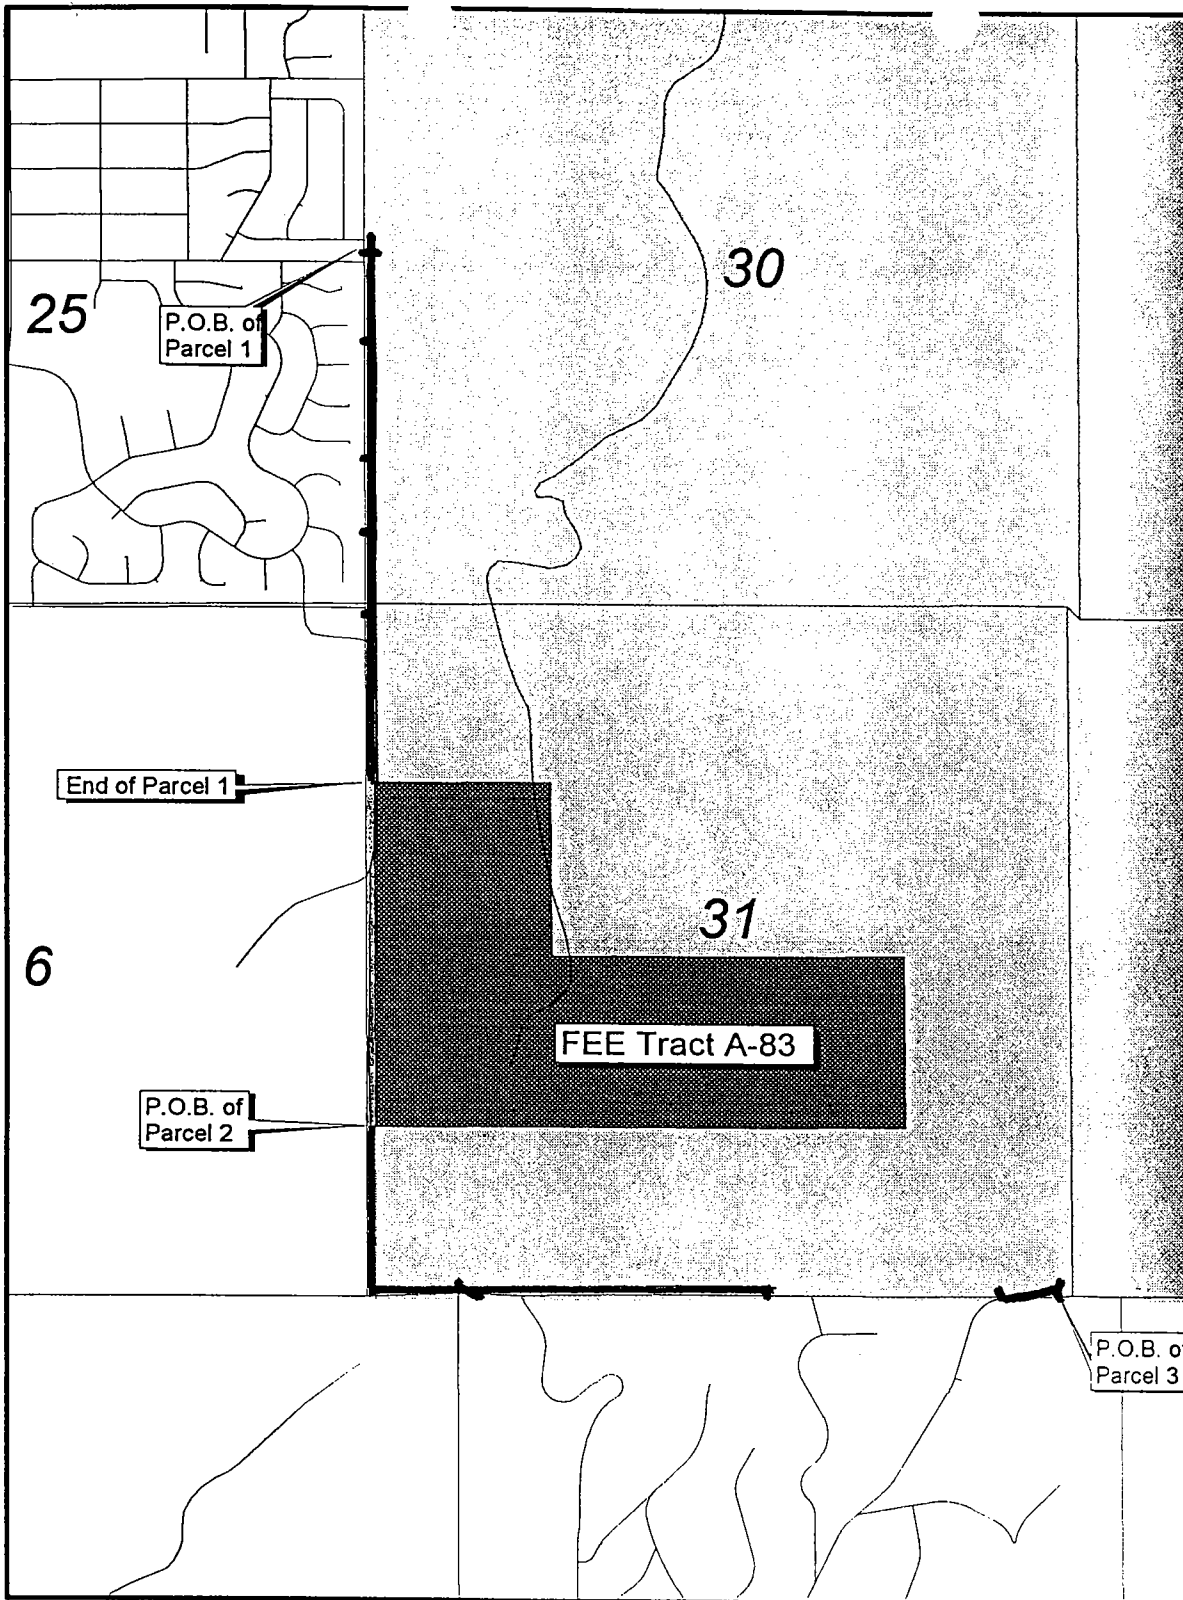 30
25
P.O.B. of
Parcel 1
End of Parcel 1
31
6
FEE Tract A-83
P.O.B. of
Parcel 2
P.O.B. of
Parcel 3